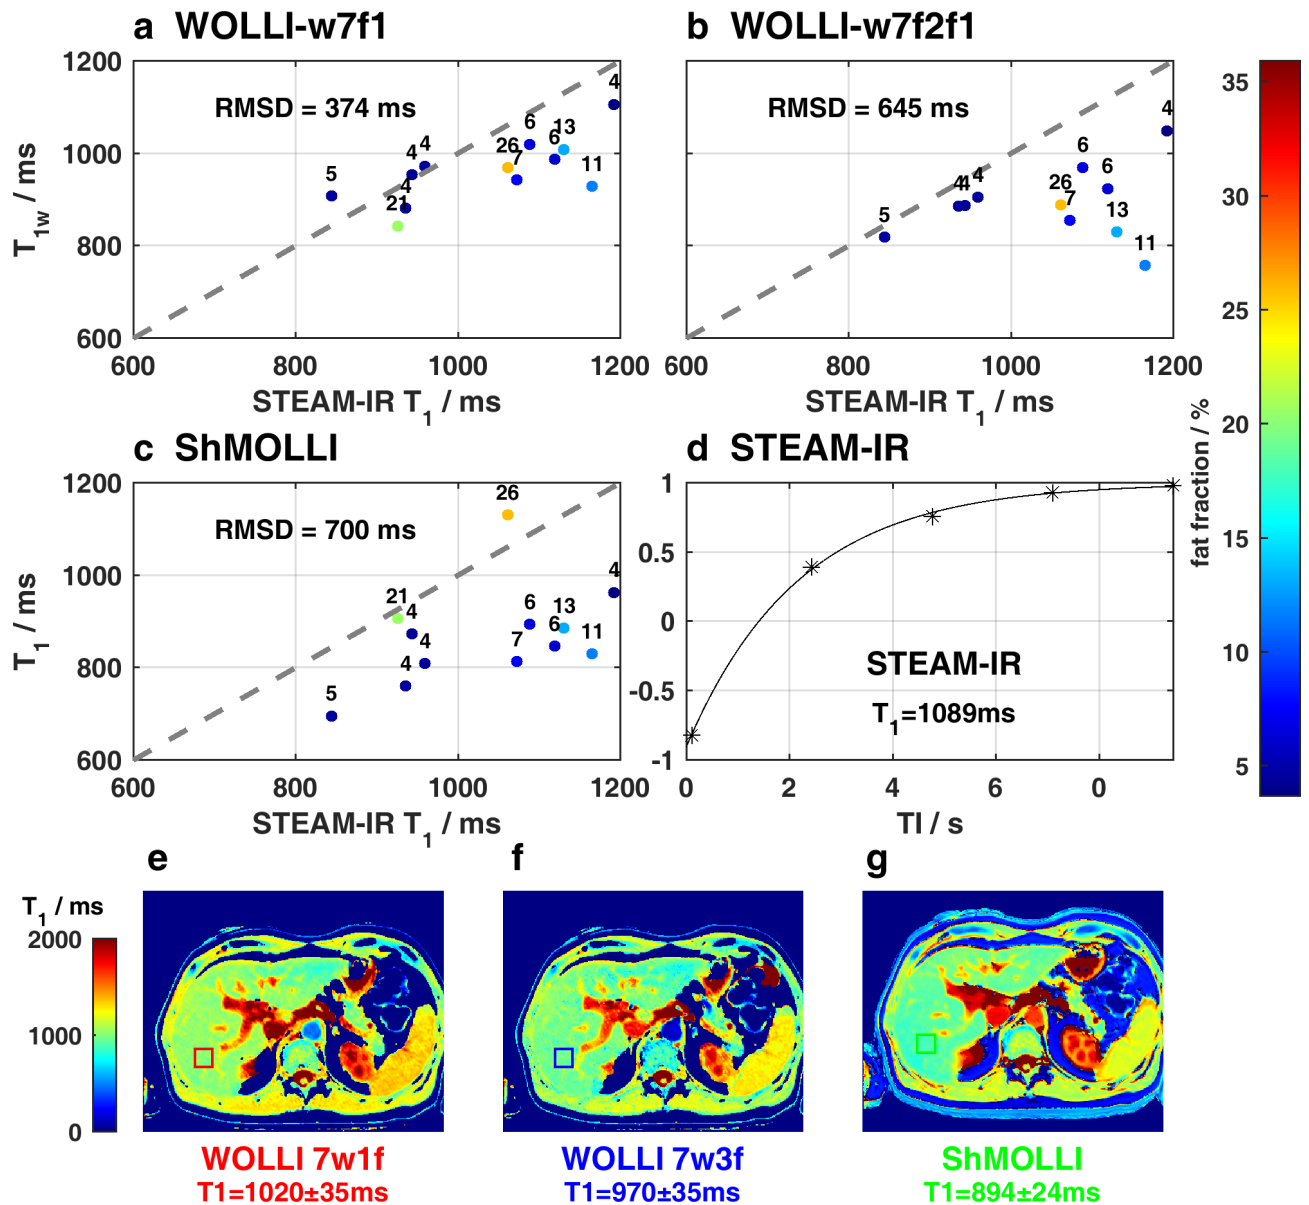 a WOLLI-w7f1
b WOLLI-w7f2f1
1200
1000
800
600
T1w / ms
RMSD = 374 ms
5
4
4
4
21
26
7
6
6
13
11
4
600
800
1000
1200
STEAM-IR T1 / ms
RMSD = 645 ms
5
4
4
4
26
7
6
6
13
11
4
600
800
1000
1200
STEAM-IR T1 / ms
35
30
25
20
15
10
5
fat fraction / %
c ShMOLLI
d STEAM-IR
1200
1000
800
600
T1 / ms
RMSD = 700 ms
26
21
4
4
4
5
6
7
6
13
11
4
600
800
1000
1200
STEAM-IR T1 / ms
1
0.5
0
-0.5
-1
STEAM-IR
T1=1089ms
0
2
4
6
0
TI / s
e
f
g
T1 / ms
2000
1000
0
WOLLI 7w1f
T1=1020±35ms
WOLLI 7w3f
T1=970±35ms
ShMOLLI
T1=894±24ms